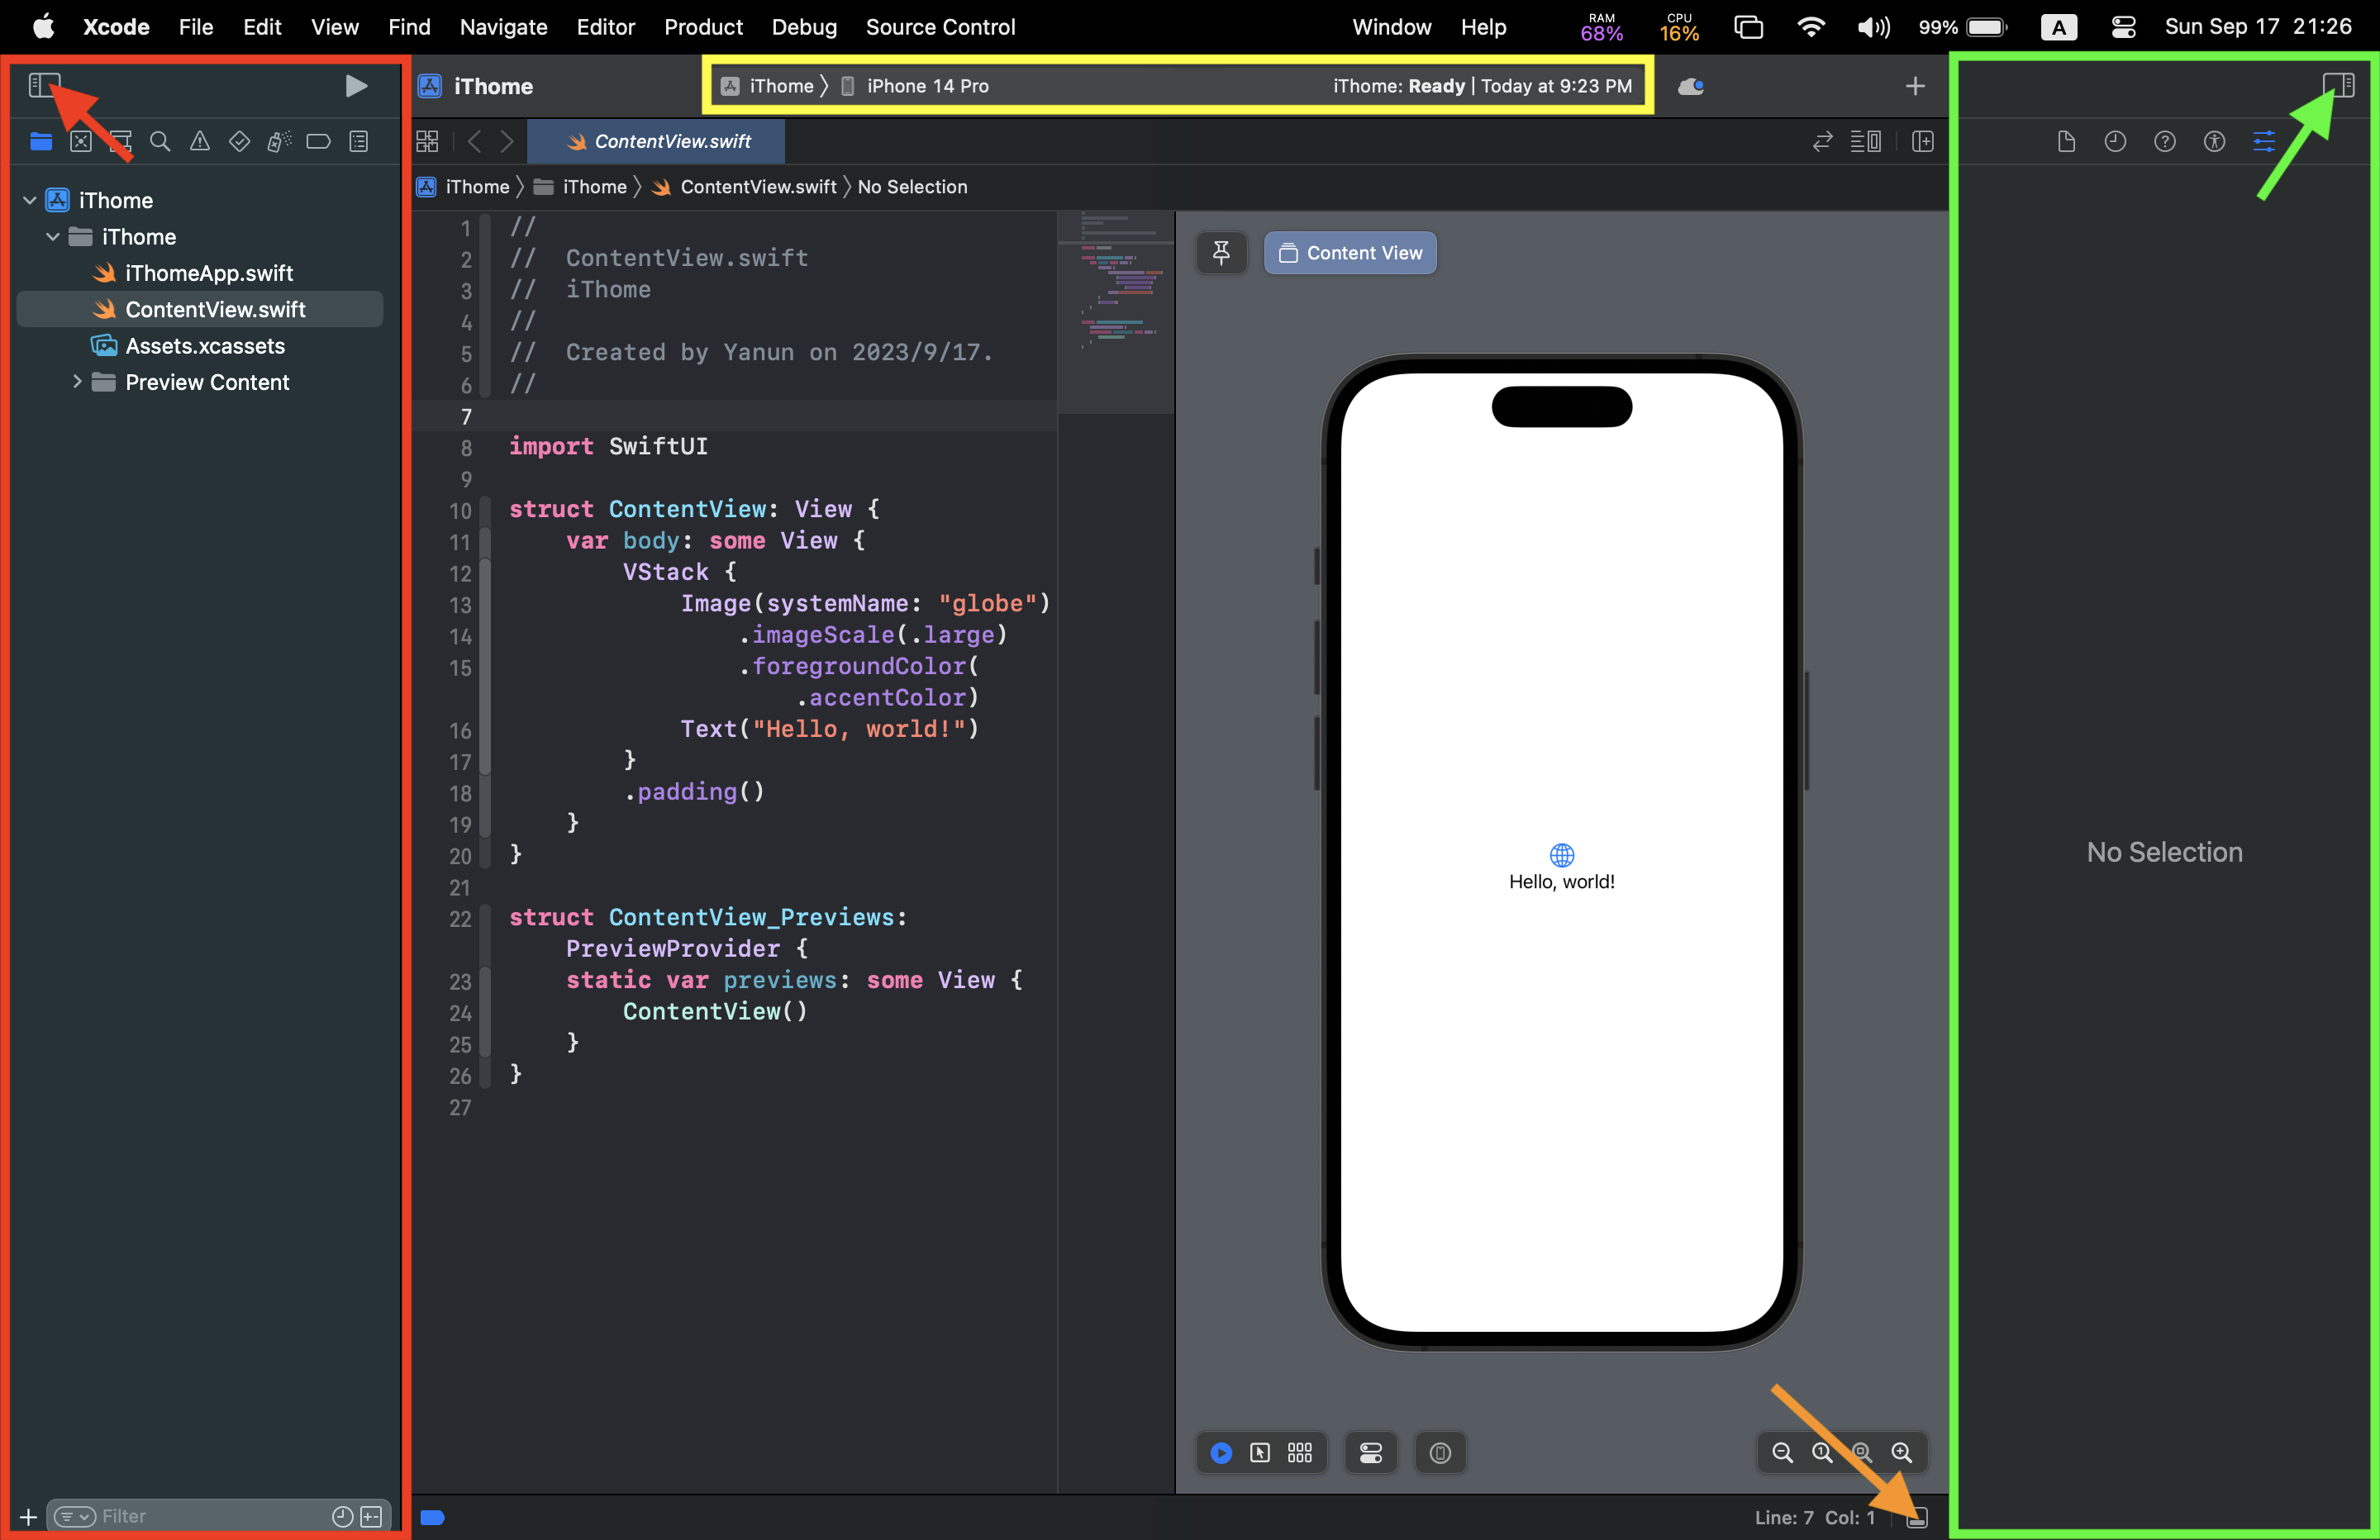 Xcode File Edit View Find Navigate Editor Product Debug Source Control Window Help RAM 68% CPU 16% 99% A Sun Sep 17 21:26
iThome
iThome 〉 iPhone 14 Pro
iThome: Ready | Today at 9:23 PM
ContentView.swift
iThome 〉 iThome 〉 ContentView.swift 〉 No Selection
iThome
iThome
iThomeApp.swift
ContentView.swift
Assets.xcassets
Preview Content
Filter
1 //
2 //  ContentView.swift
3 //  iThome
4 //
5 //  Created by Yanun on 2023/9/17.
6 //
7
8 import SwiftUI
9
10 struct ContentView: View {
11     var body: some View {
12         VStack {
13             Image(systemName: "globe")
14                 .imageScale(.large)
15                 .foregroundColor(
                    .accentColor)
16             Text("Hello, world!")
17         }
18         .padding()
19     }
20 }
21
22 struct ContentView_Previews:
    PreviewProvider {
23     static var previews: some View {
24         ContentView()
25     }
26 }
27
Content View
Hello, world!
Line: 7 Col: 1
No Selection